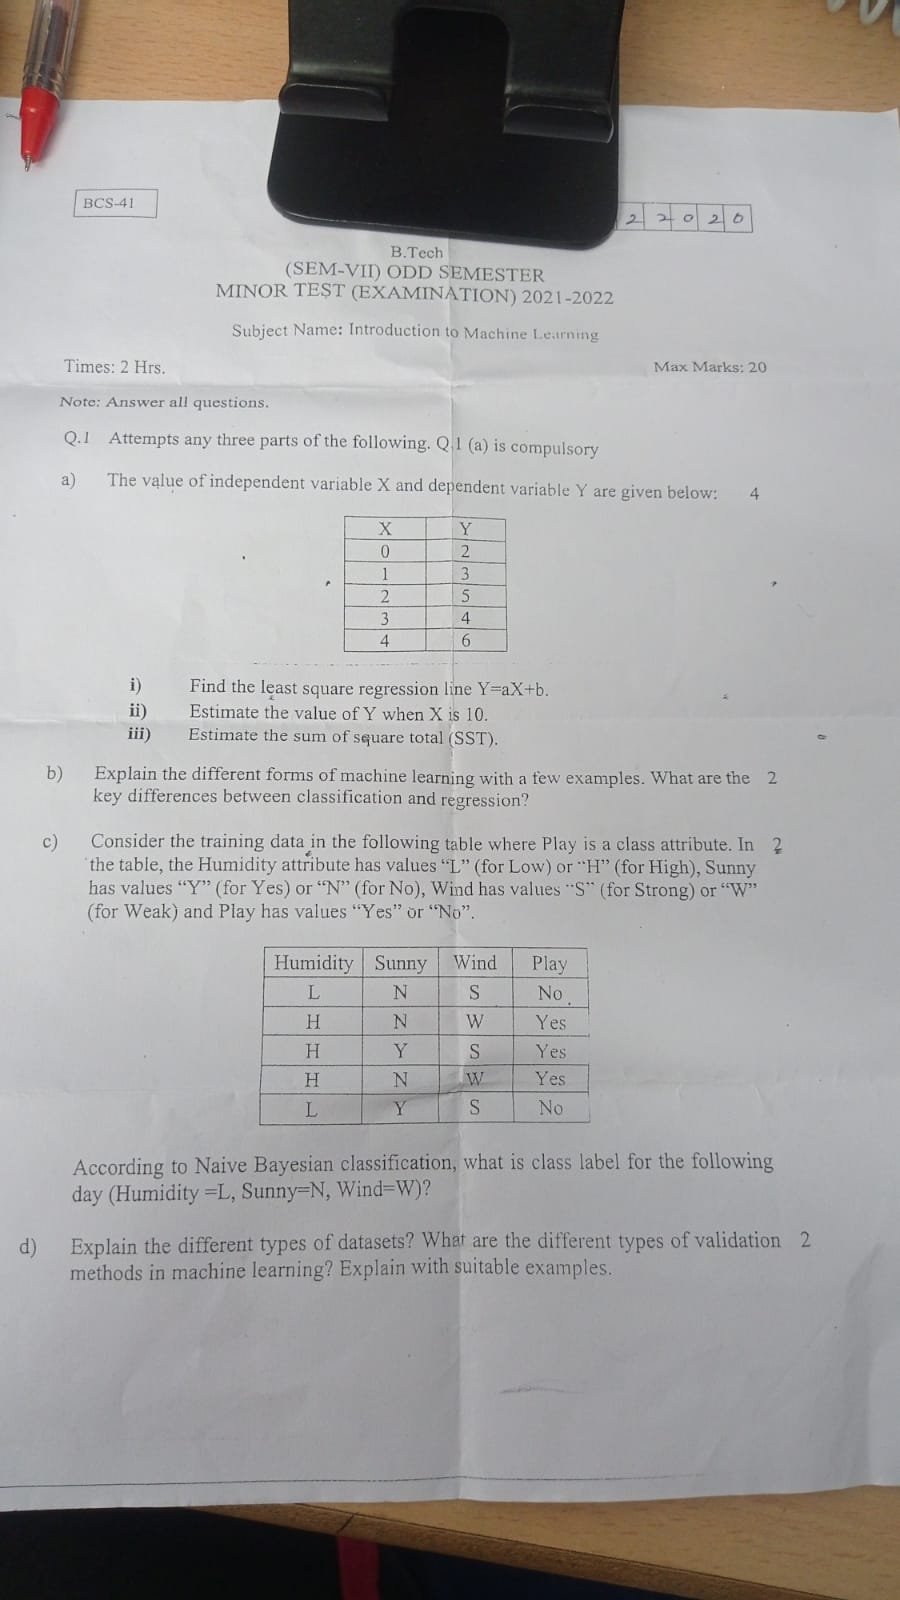 BCS-41
2 2 0 2 0
B.Tech
(SEM-VII) ODD SEMESTER
MINOR TEST (EXAMINATION) 2021-2022
Subject Name: Introduction to Machine Learning
Times: 2 Hrs. Max Marks: 20
Note: Answer all questions.
Q.1 Attempts any three parts of the following. Q.1 (a) is compulsory
a) The value of independent variable X and dependent variable Y are given below: 4
X Y
0 2
1 3
2 5
3 4
4 6
i) Find the least square regression line Y=aX+b.
ii) Estimate the value of Y when X is 10.
iii) Estimate the sum of square total (SST).
b) Explain the different forms of machine learning with a few examples. What are the 2
key differences between classification and regression?
c) Consider the training data in the following table where Play is a class attribute. In 2
the table, the Humidity attribute has values “L” (for Low) or “H” (for High), Sunny
has values “Y” (for Yes) or “N” (for No), Wind has values “S” (for Strong) or “W”
(for Weak) and Play has values “Yes” or “No”.
Humidity Sunny Wind Play
L N S No
H N W Yes
H Y S Yes
H N W Yes
L Y S No
According to Naive Bayesian classification, what is class label for the following
day (Humidity =L, Sunny=N, Wind=W)?
d) Explain the different types of datasets? What are the different types of validation 2
methods in machine learning? Explain with suitable examples.